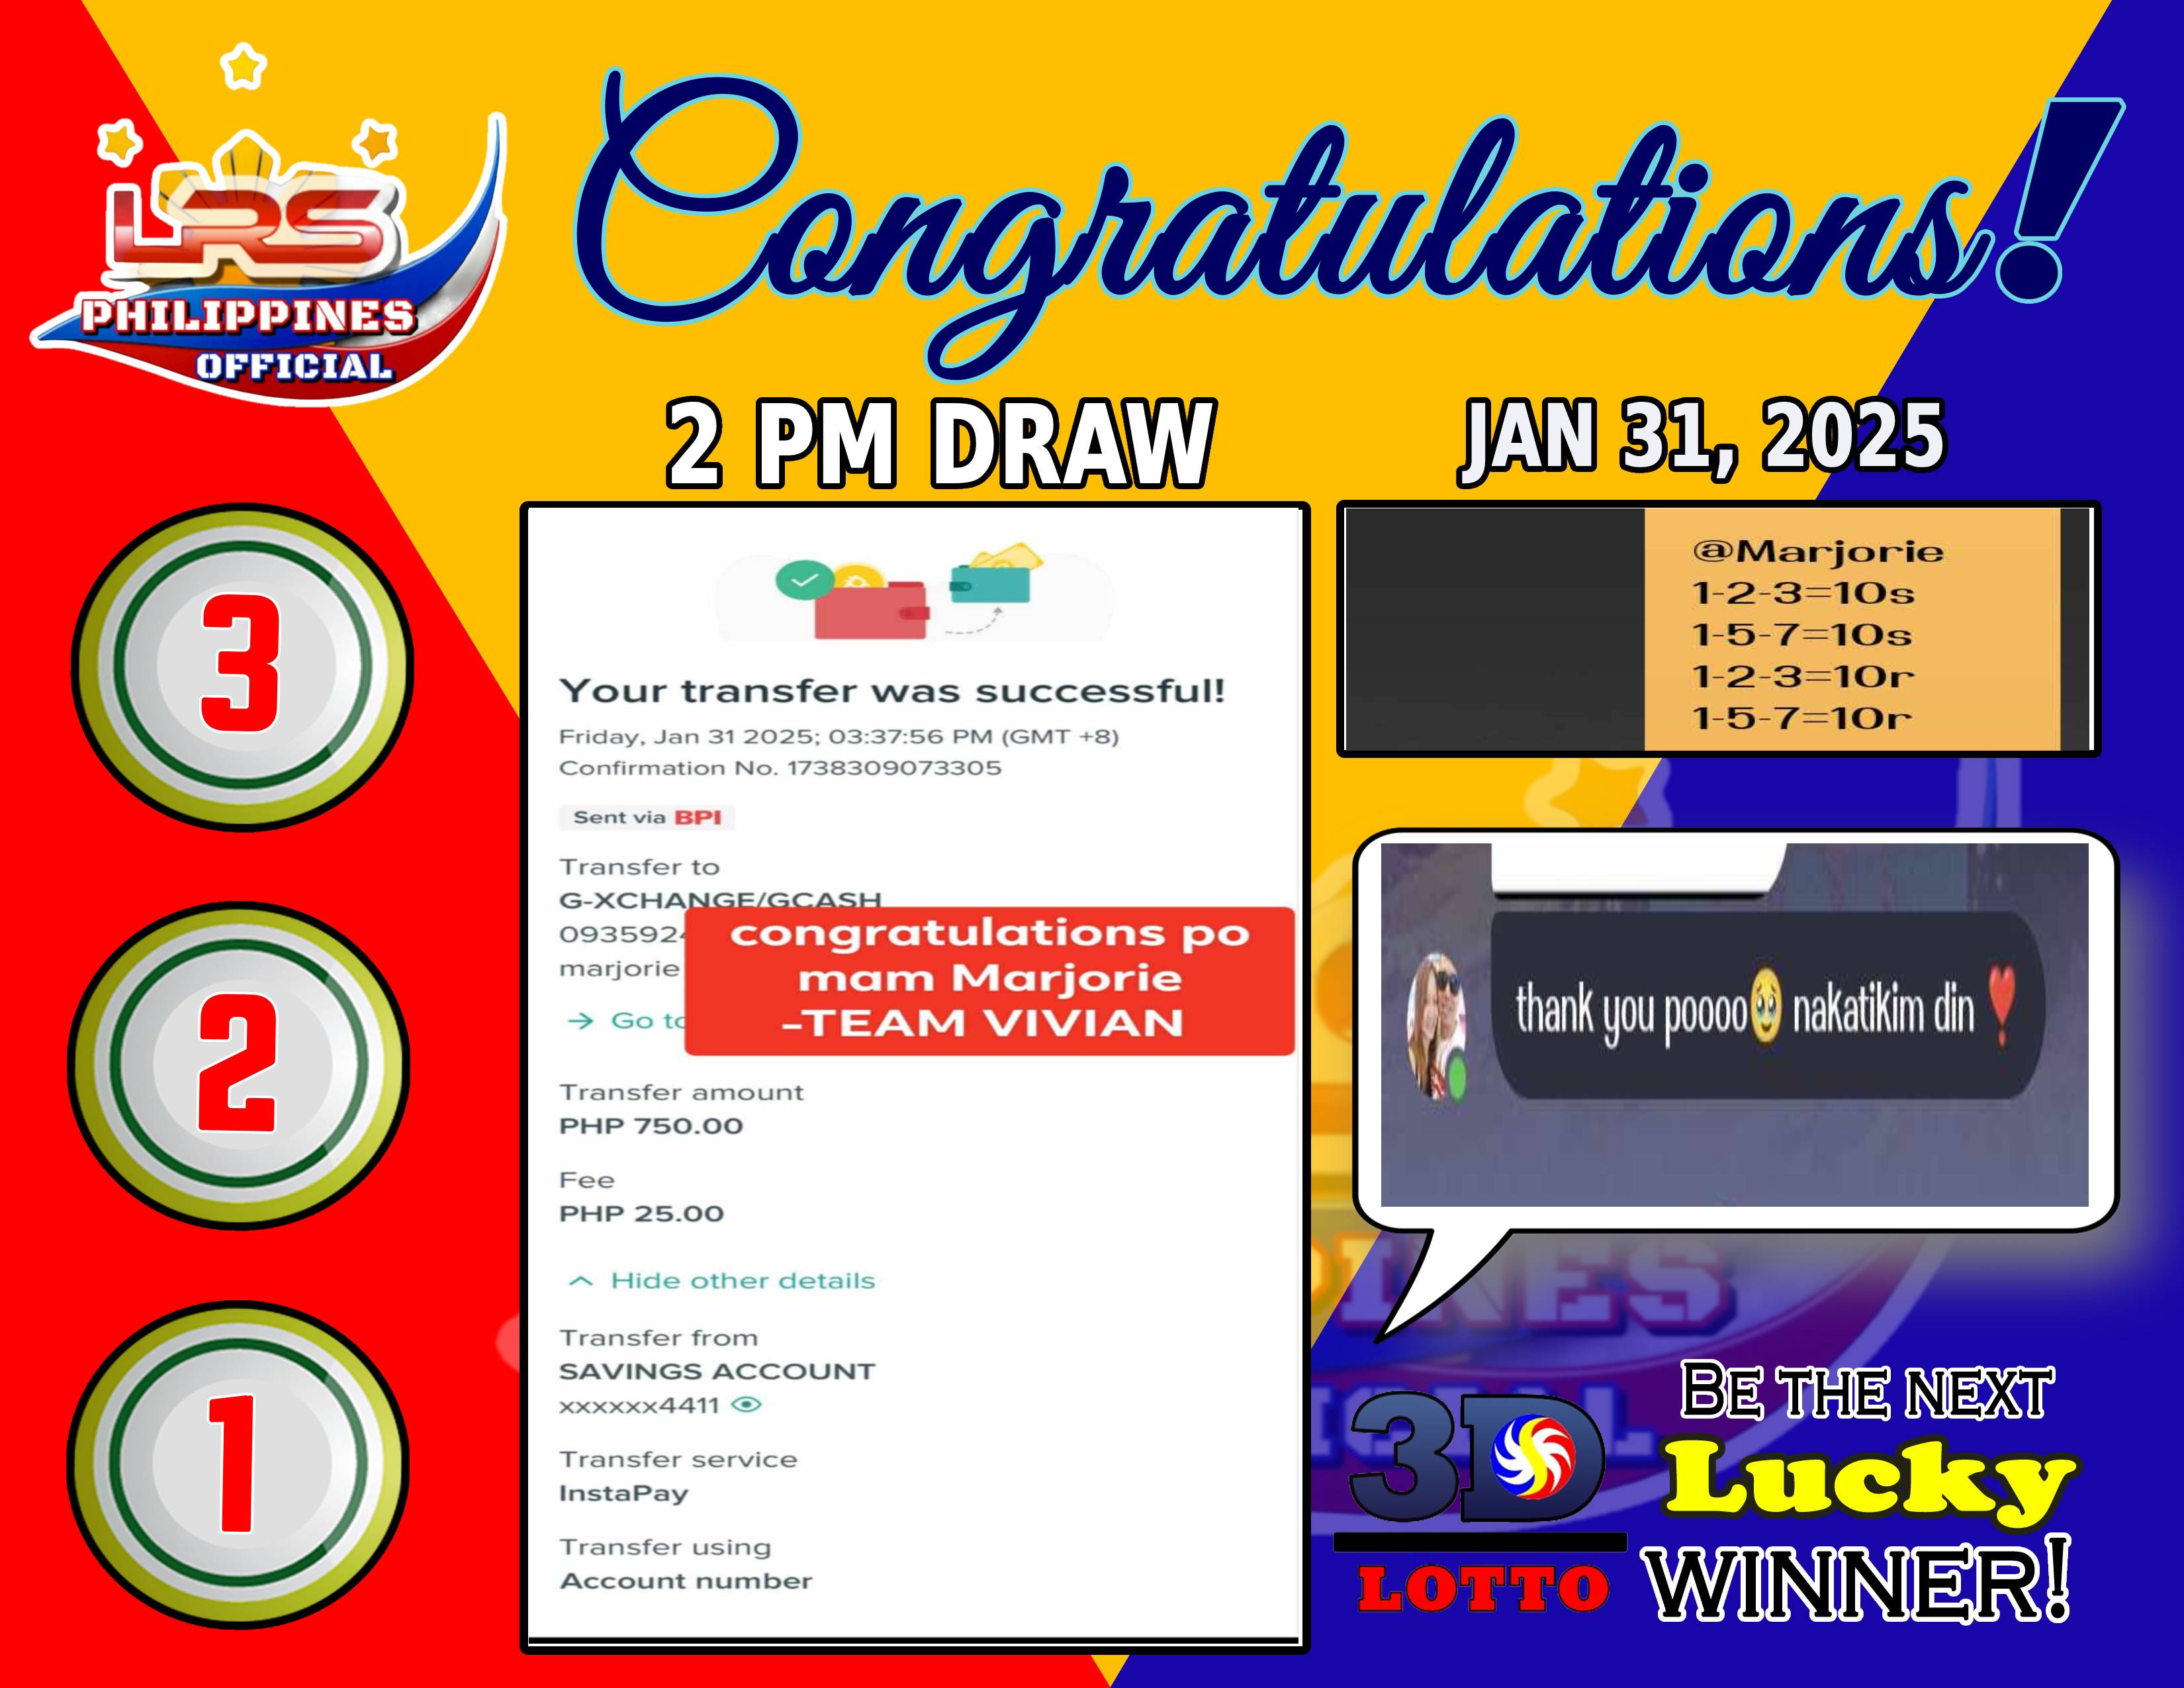 LRS
PHILIPPINES
OFFICIAL
Congratulations!
2 PM DRAW
JAN 31, 2025
3
2
1
Your transfer was successful!
Friday, Jan 31 2025; 03:37:56 PM (GMT +8)
Confirmation No. 1738309073305
Sent via BPI
Transfer to
G-XCHANGE/GCASH
093592
marjorie
→ Go to
congratulations po
mam Marjorie
-TEAM VIVIAN
Transfer amount
PHP 750.00
Fee
PHP 25.00
Hide other details
Transfer from
SAVINGS ACCOUNT
xxxxxx4411
Transfer service
InstaPay
Transfer using
Account number
@Marjorie
1-2-3=10s
1-5-7=10s
1-2-3=10r
1-5-7=10r
thank you poooo🥹 nakatikim din ❣️
3D
LOTTO
BE THE NEXT
Lucky
WINNER!